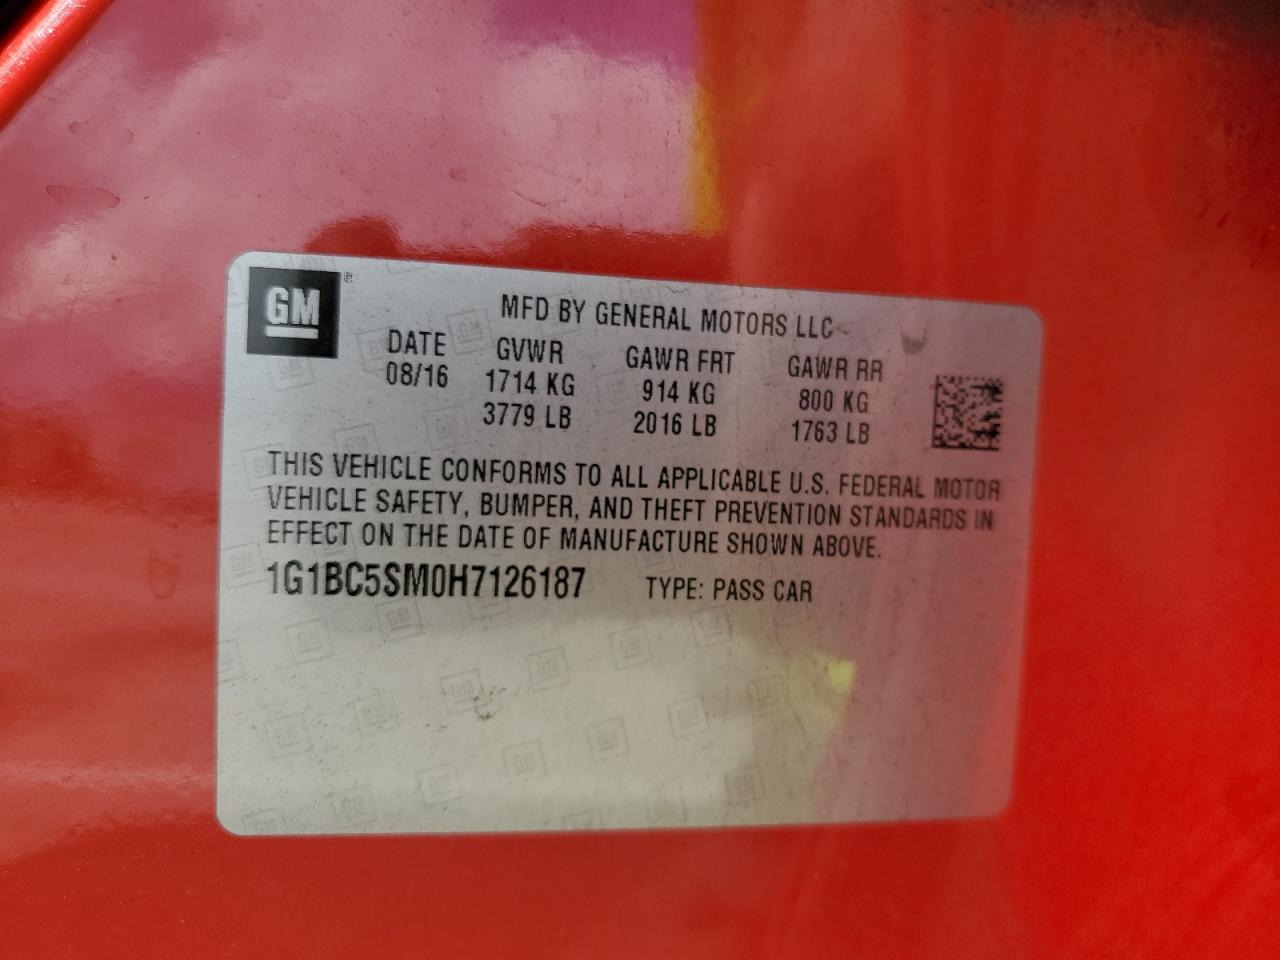 GM
MFD BY GENERAL MOTORS LLC
DATE GVWR GAWR FRT GAWR RR
08/16 1714 KG 914 KG 800 KG
3779 LB 2016 LB 1763 LB
THIS VEHICLE CONFORMS TO ALL APPLICABLE U.S. FEDERAL MOTOR
VEHICLE SAFETY, BUMPER, AND THEFT PREVENTION STANDARDS IN
EFFECT ON THE DATE OF MANUFACTURE SHOWN ABOVE.
1G1BC5SM0H7126187 TYPE: PASS CAR